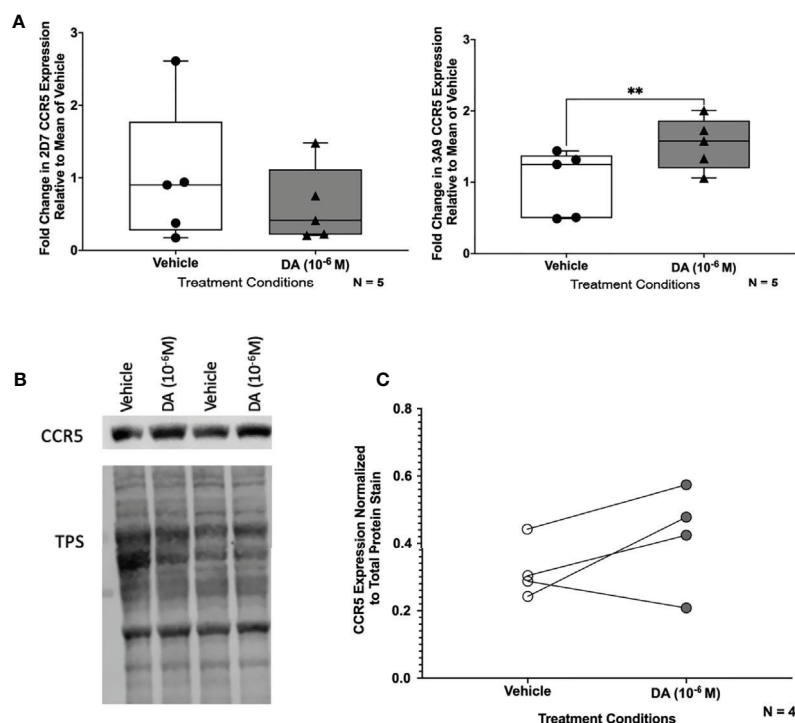 A
Fold Change in 2D7 CCR5 Expression
Relative to Mean of Vehicle
3
2
1
0
Vehicle
DA (10⁻⁶ M)
Treatment Conditions
N = 5
Fold Change in 3A9 CCR5 Expression
Relative to Mean of Vehicle
3
2
1
0
**
Vehicle
DA (10⁻⁶ M)
Treatment Conditions
N = 5
B
Vehicle
DA (10⁻⁶M)
Vehicle
DA (10⁻⁶M)
CCR5
TPS
C
CCR5 Expression Normalized
to Total Protein Stain
0.8
0.6
0.4
0.2
0.0
Vehicle
DA (10⁻⁶ M)
Treatment Conditions
N = 4